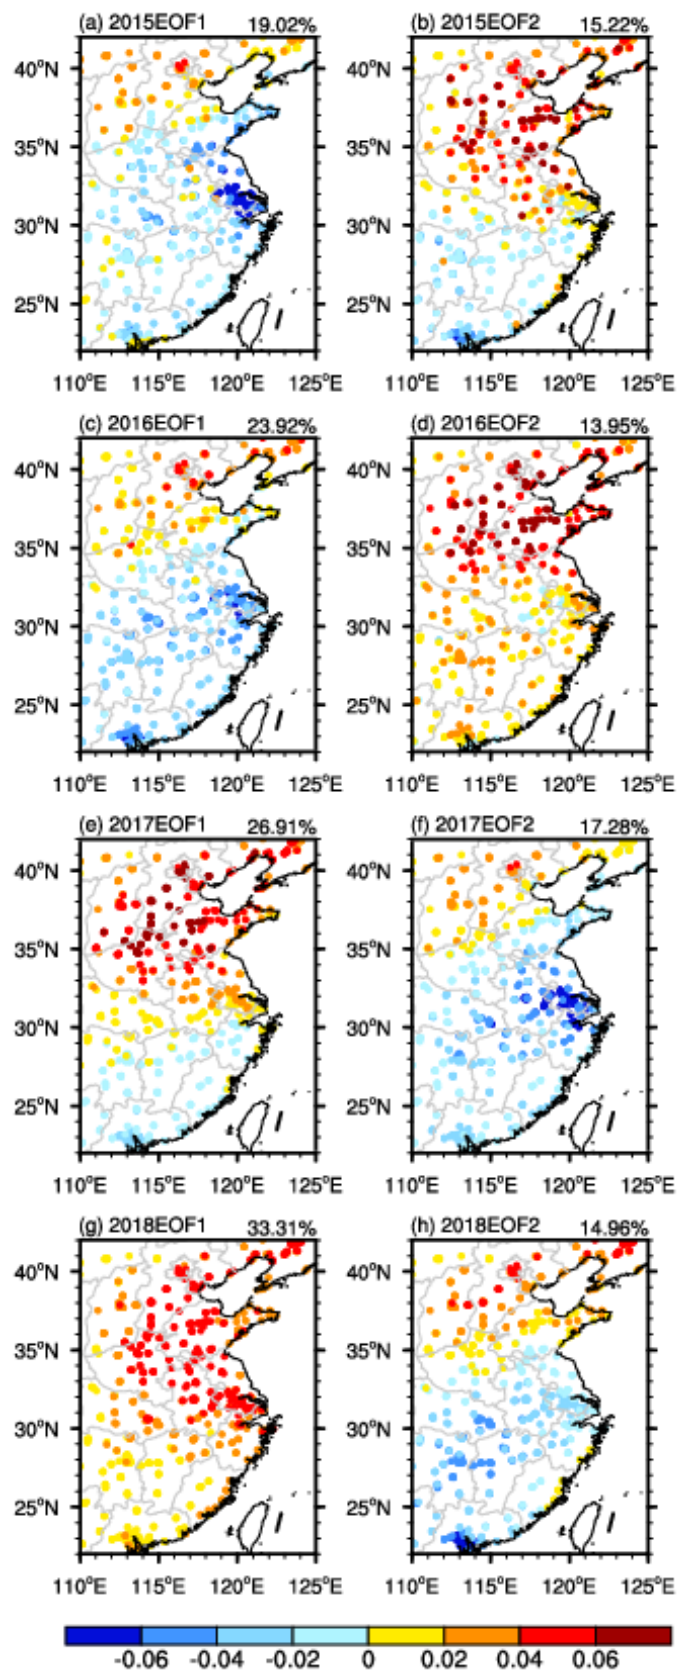 (a) 2015EOF1 19.02% (b) 2015EOF2 15.22%
40°N 40°N
35°N 35°N
30°N 30°N
25°N 25°N
110°E 115°E 120°E 125°E 110°E 115°E 120°E 125°E
(c) 2016EOF1 23.92% (d) 2016EOF2 13.95%
40°N 40°N
35°N 35°N
30°N 30°N
25°N 25°N
110°E 115°E 120°E 125°E 110°E 115°E 120°E 125°E
(e) 2017EOF1 26.91% (f) 2017EOF2 17.28%
40°N 40°N
35°N 35°N
30°N 30°N
25°N 25°N
110°E 115°E 120°E 125°E 110°E 115°E 120°E 125°E
(g) 2018EOF1 33.31% (h) 2018EOF2 14.96%
40°N 40°N
35°N 35°N
30°N 30°N
25°N 25°N
110°E 115°E 120°E 125°E 110°E 115°E 120°E 125°E
-0.06 -0.04 -0.02 0 0.02 0.04 0.06